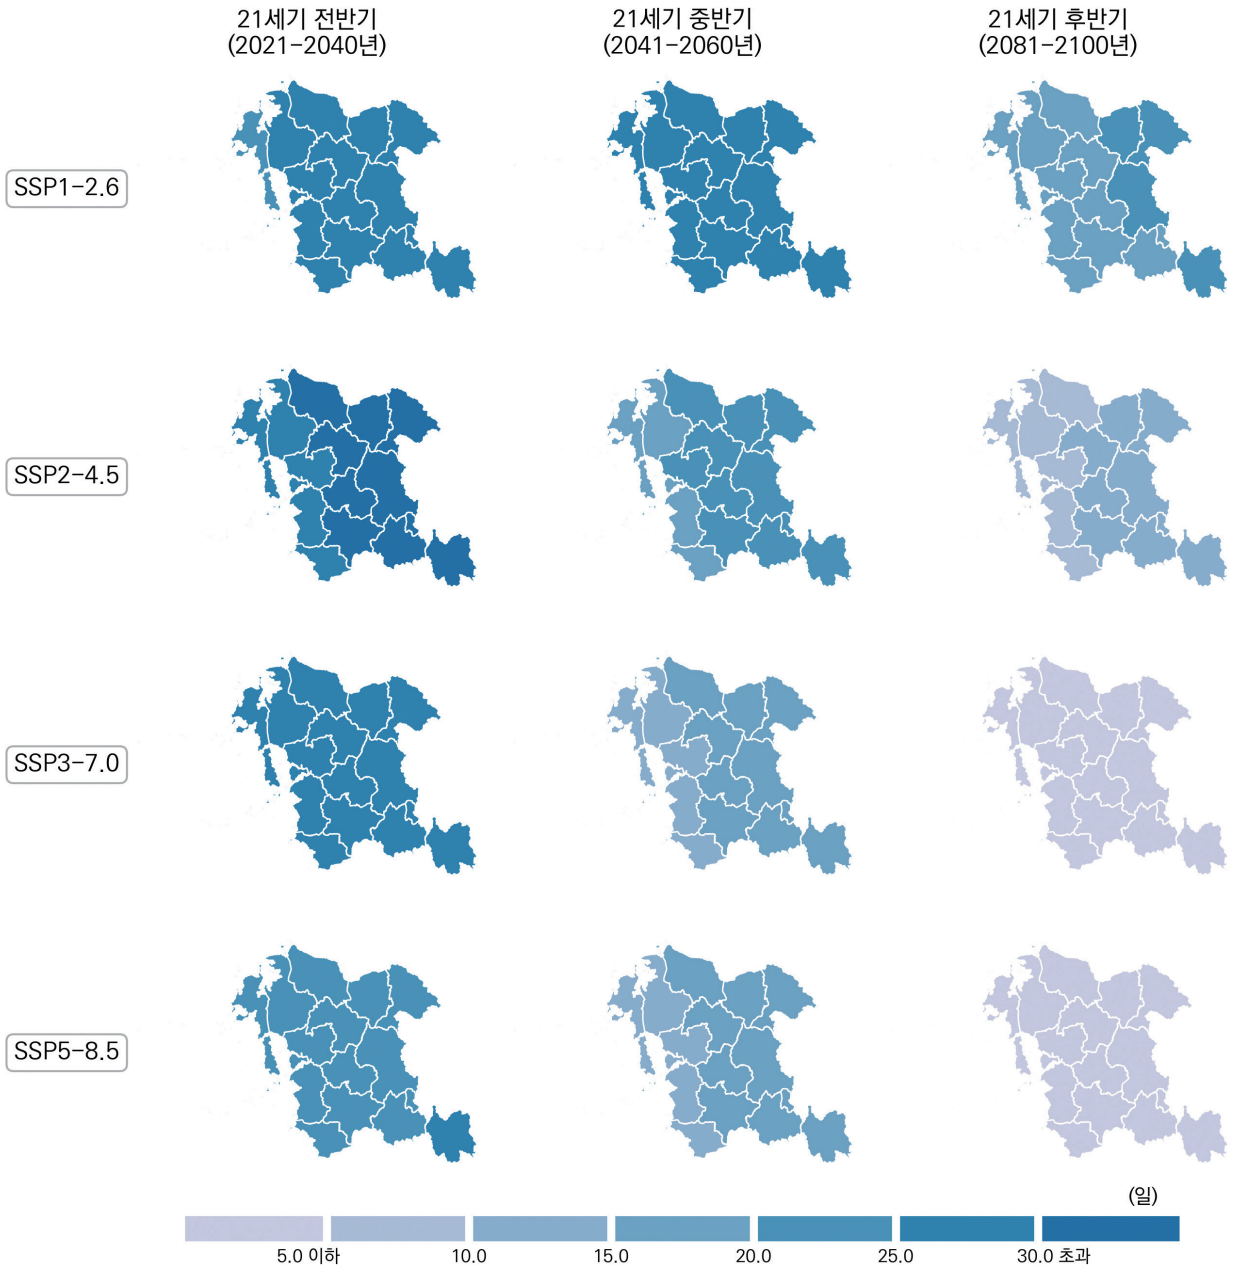 21세기 전반기
(2021-2040년)
21세기 중반기
(2041-2060년)
21세기 후반기
(2081-2100년)
SSP1-2.6
SSP2-4.5
SSP3-7.0
SSP5-8.5
(일)
5.0 이하
10.0
15.0
20.0
25.0
30.0 초과